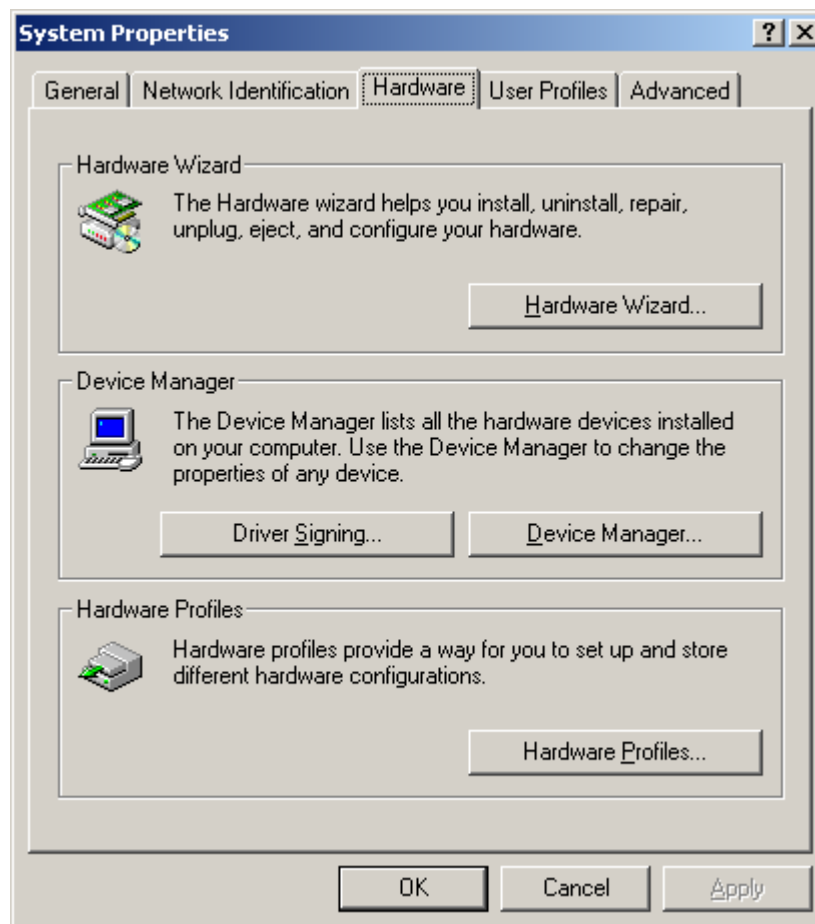 System Properties
General
Network Identification
Hardware
User Profiles
Advanced
Hardware Wizard
The Hardware wizard helps you install, uninstall, repair,
unplug, eject, and configure your hardware.
Hardware Wizard...
Device Manager
The Device Manager lists all the hardware devices installed
on your computer. Use the Device Manager to change the
properties of any device.
Driver Signing...
Device Manager...
Hardware Profiles
Hardware profiles provide a way for you to set up and store
different hardware configurations.
Hardware Profiles...
OK
Cancel
Apply